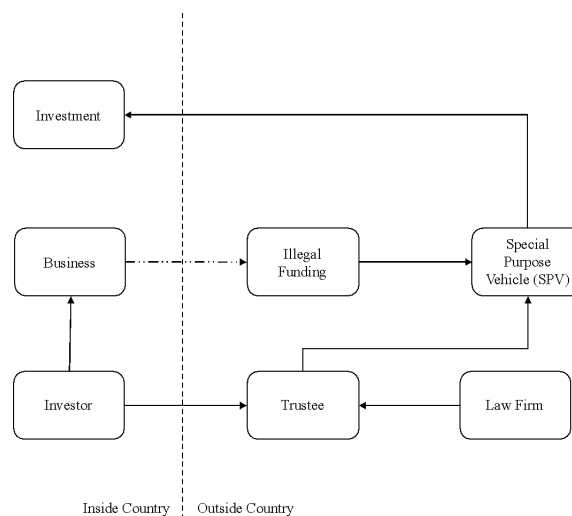 Investment
Business
Illegal
Funding
Special
Purpose
Vehicle (SPV)
Investor
Trustee
Law Firm
Inside Country
Outside Country